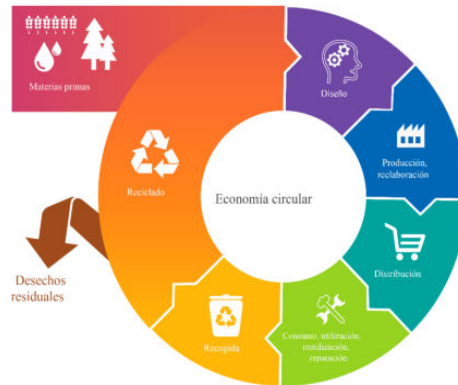 Materias primas
Diseño
Producción,
reelaboración
Distribución
Consumo, utilización,
reutilización,
reparación
Recogida
Reciclado
Economía circular
Desechos
residuales